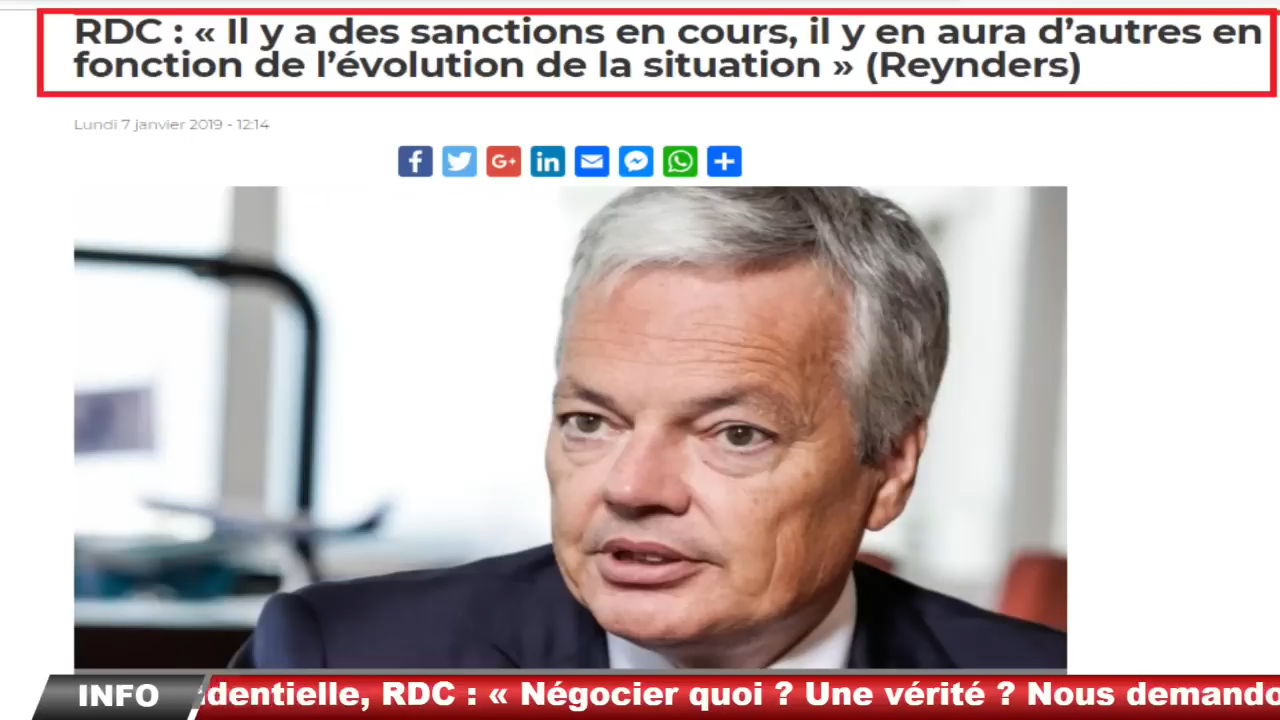 RDC : « Il y a des sanctions en cours, il y en aura d’autres en
fonction de l’évolution de la situation » (Reynders)
Lundi 7 janvier 2019 - 12:14
INFO
dentielle, RDC : « Négocier quoi ? Une vérité ? Nous demando